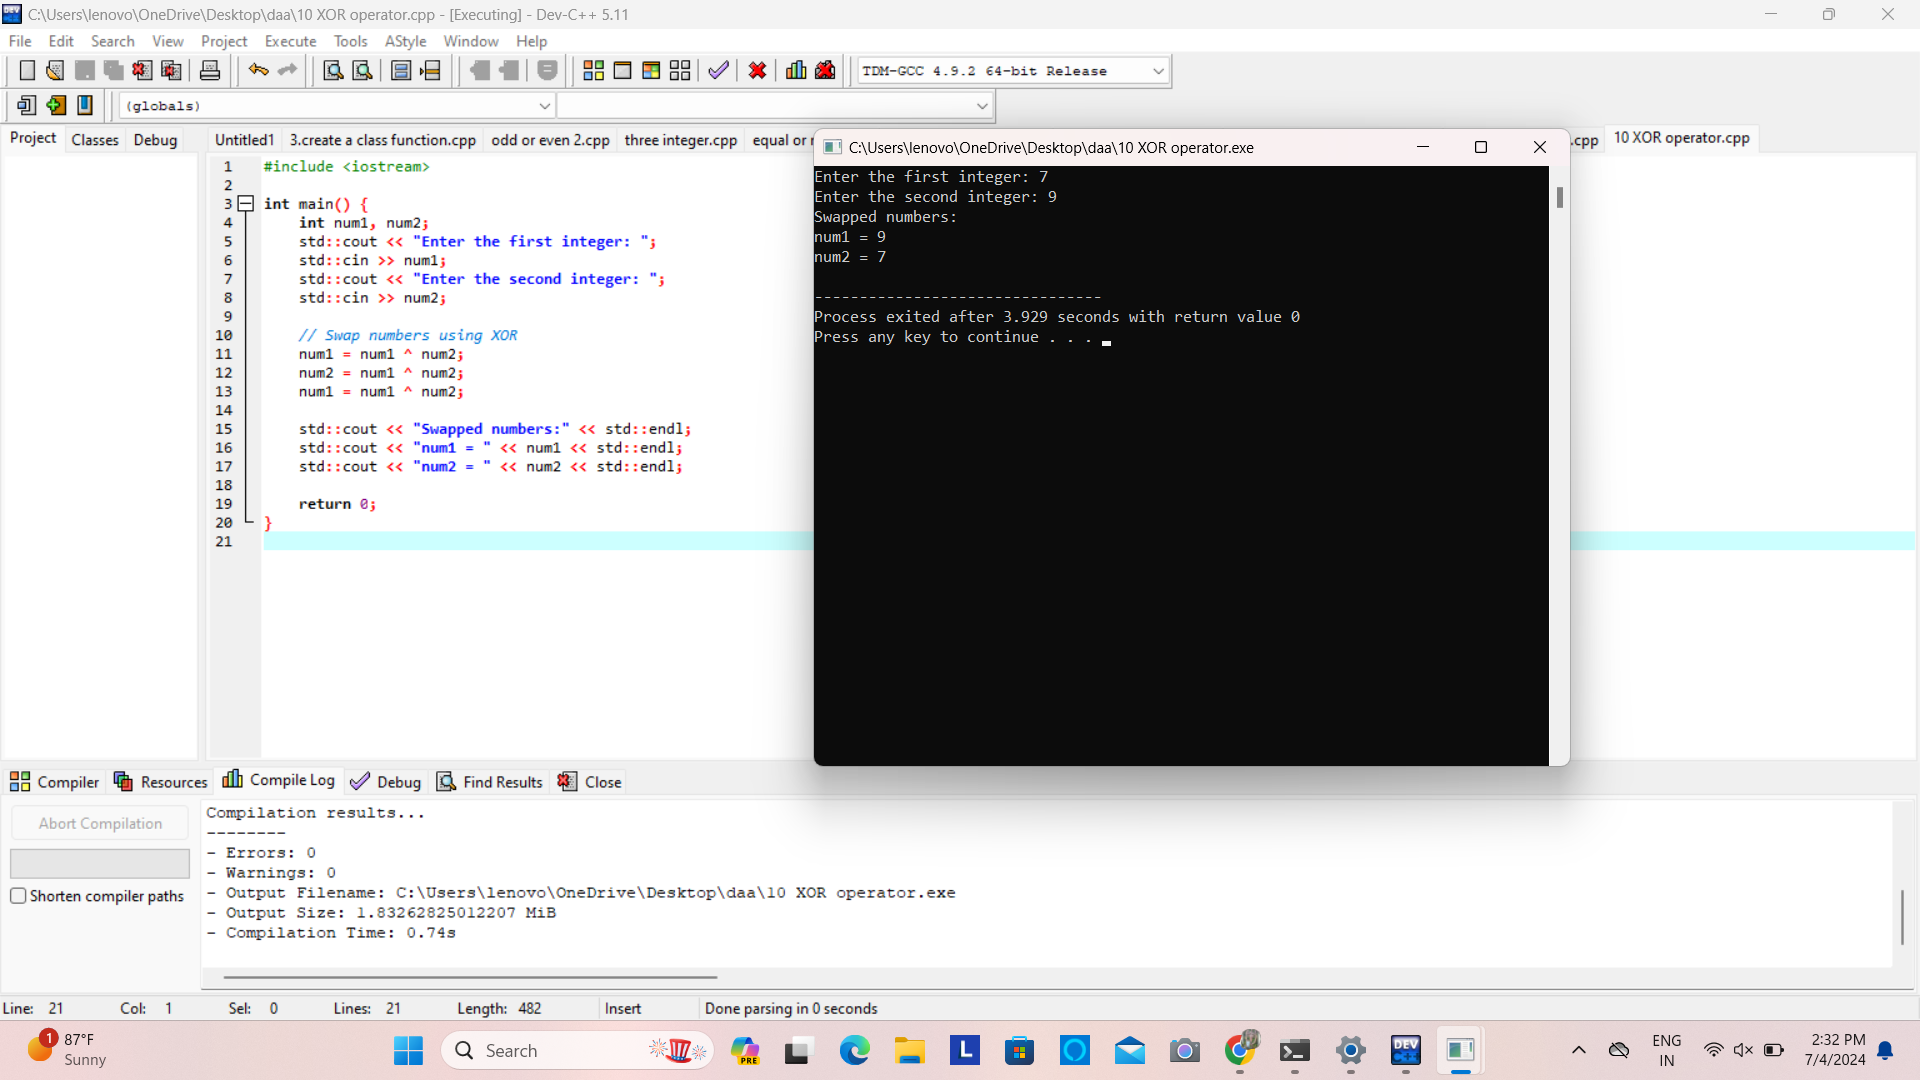 C:\Users\lenovo\OneDrive\Desktop\daa\10 XOR operator.cpp - [Executing] - Dev-C++ 5.11
File Edit Search View Project Execute Tools AStyle Window Help
TDM-GCC 4.9.2 64-bit Release
(globals)
Project Classes Debug
Untitled1 3.create a class function.cpp odd or even 2.cpp three integer.cpp equal or .cpp 10 XOR operator.cpp
1 #include <iostream>
2
3 int main() {
4 int num1, num2;
5 std::cout << "Enter the first integer: ";
6 std::cin >> num1;
7 std::cout << "Enter the second integer: ";
8 std::cin >> num2;
9
10 // Swap numbers using XOR
11 num1 = num1 ^ num2;
12 num2 = num1 ^ num2;
13 num1 = num1 ^ num2;
14
15 std::cout << "Swapped numbers:" << std::endl;
16 std::cout << "num1 = " << num1 << std::endl;
17 std::cout << "num2 = " << num2 << std::endl;
18
19 return 0;
20 }
21
C:\Users\lenovo\OneDrive\Desktop\daa\10 XOR operator.exe
Enter the first integer: 7
Enter the second integer: 9
Swapped numbers:
num1 = 9
num2 = 7
--------------------------------
Process exited after 3.929 seconds with return value 0
Press any key to continue . . .
Compiler Resources Compile Log Debug Find Results Close
Abort Compilation
Shorten compiler paths
Compilation results...
--------
- Errors: 0
- Warnings: 0
- Output Filename: C:\Users\lenovo\OneDrive\Desktop\daa\10 XOR operator.exe
- Output Size: 1.83262825012207 MiB
- Compilation Time: 0.74s
Line: 21 Col: 1 Sel: 0 Lines: 21 Length: 482 Insert Done parsing in 0 seconds
1
87°F
Sunny
Search
PRE
L
DEV
ENG
IN
2:32 PM
7/4/2024